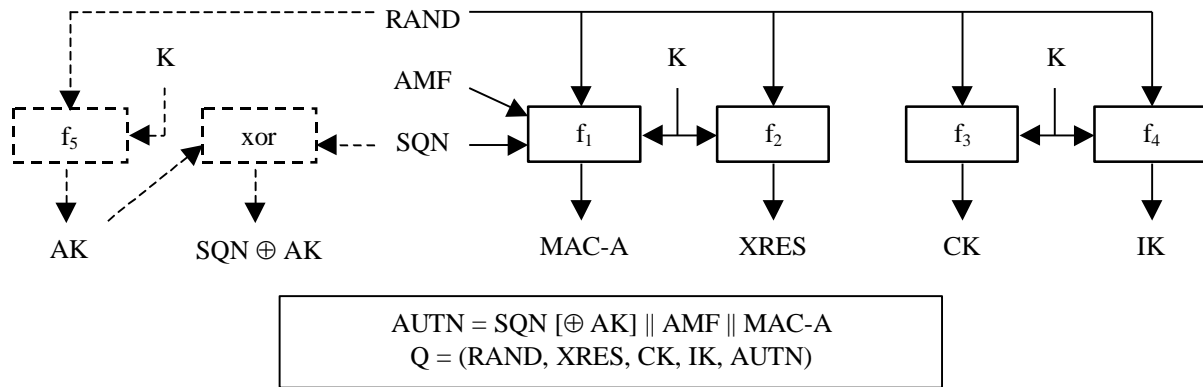 RAND
K
K
K
AMF
f₅
xor
SQN
f₁
f₂
f₃
f₄
AK
SQN ⊕ AK
MAC-A
XRES
CK
IK
AUTN = SQN [⊕ AK] || AMF || MAC-A
Q = (RAND, XRES, CK, IK, AUTN)